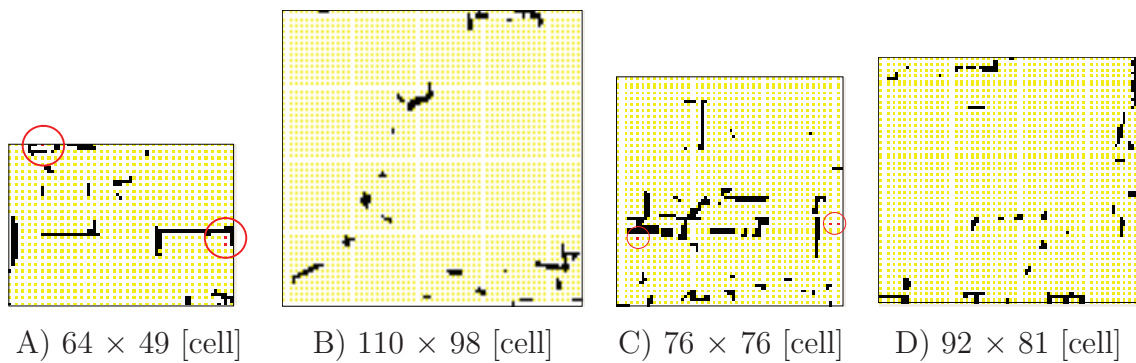 A) 64 × 49 [cell]
B) 110 × 98 [cell]
C) 76 × 76 [cell]
D) 92 × 81 [cell]